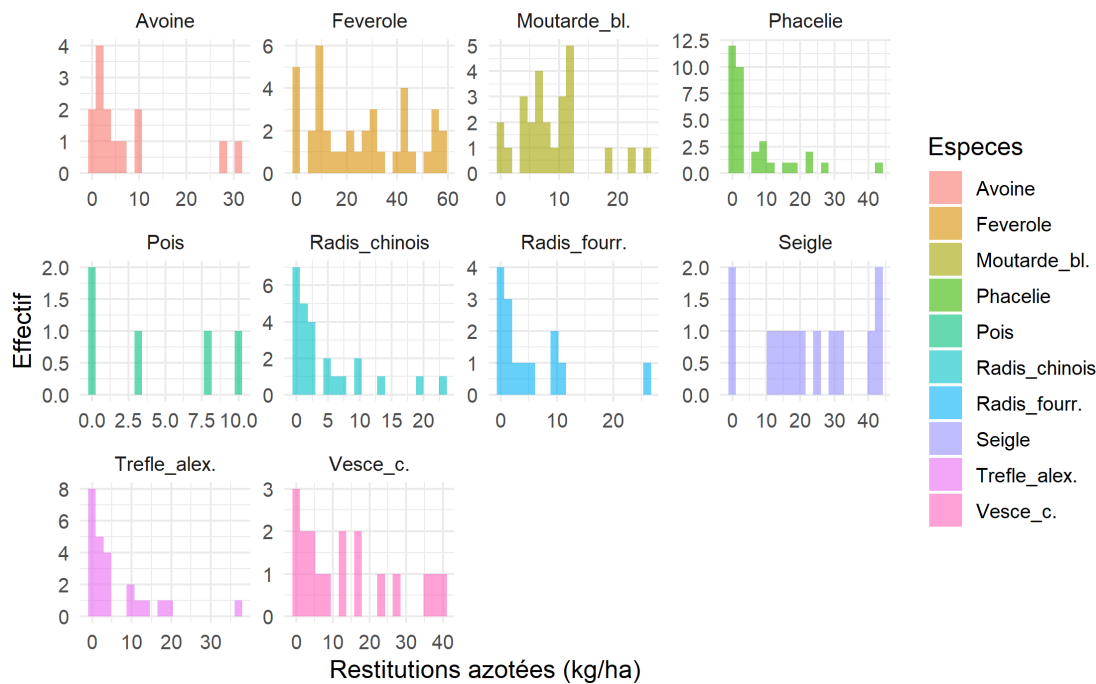 Avoine Feverole Moutarde_bl. Phacelie
4 3 2 1 0
0 10 20 30
6 4 2 0
0 20 40 60
5 4 3 2 1 0
0 10 20
12.5 10.0 7.5 5.0 2.5 0.0
0 10 20 30 40
Pois Radis_chinois Radis_fourr. Seigle
2.0 1.5 1.0 0.5 0.0
0.0 2.5 5.0 7.5 10.0
6 4 2 0
0 5 10 15 20
4 3 2 1 0
0 10 20
2.0 1.5 1.0 0.5 0.0
0 10 20 30 40
Trefle_alex. Vesce_c.
8 6 4 2 0
0 10 20 30
3 2 1 0
0 10 20 30 40
Effectif
Restitutions azotées (kg/ha)
Especes
Avoine
Feverole
Moutarde_bl.
Phacelie
Pois
Radis_chinois
Radis_fourr.
Seigle
Trefle_alex.
Vesce_c.